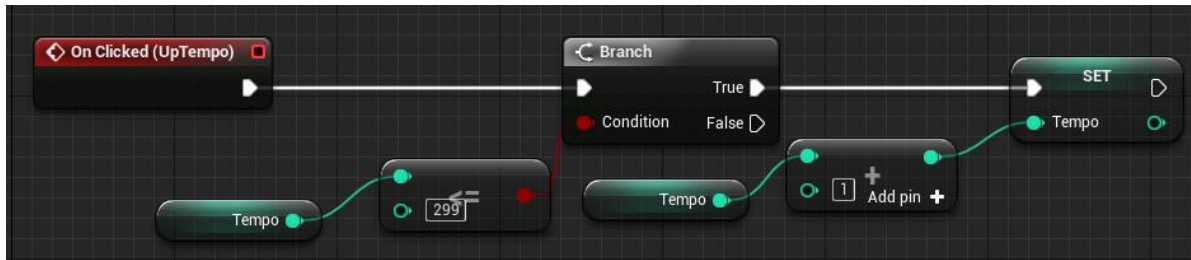 On Clicked (UpTempo)
Branch
True
Condition
False
SET
Tempo
Tempo
299
<=
Tempo
1
+
Add pin +